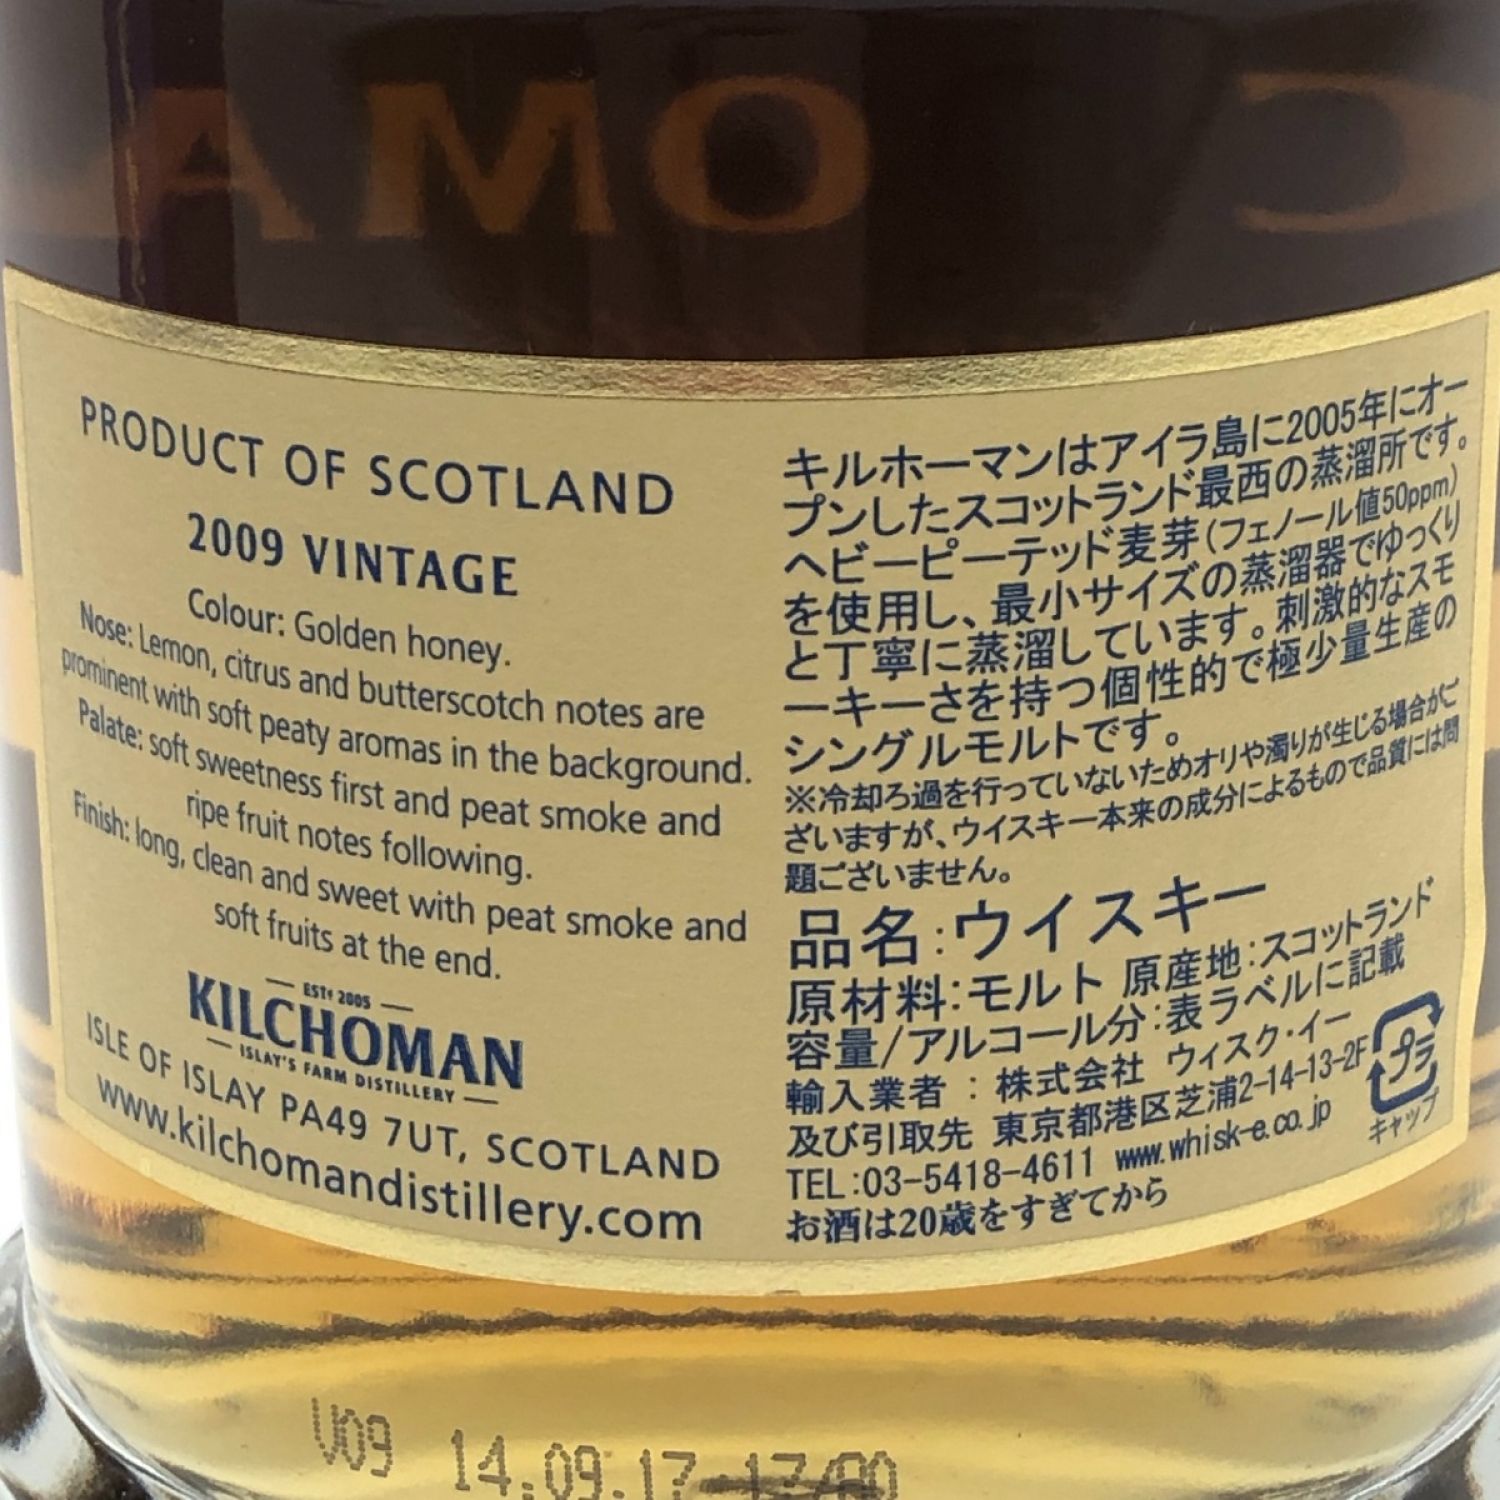 PRODUCT OF SCOTLAND
2009 VINTAGE
Colour: Golden honey.
Nose: Lemon, citrus and butterscotch notes are
prominent with soft peaty aromas in the background.
Palate: soft sweetness first and peat smoke and
ripe fruit notes following.
Finish: long, clean and sweet with peat smoke and
soft fruits at the end.
ESTd 2005
KILCHOMAN
ISLAY'S FARM DISTILLERY
ISLE OF ISLAY PA49 7UT, SCOTLAND
www.kilchomandistillery.com
キルホーマンはアイラ島に2005年にオー
プンしたスコットランド最西の蒸溜所です。
ヘビーピーテッド麦芽(フェノール値50ppm)
を使用し、最小サイズの蒸溜器でゆっくり
と丁寧に蒸溜しています。刺激的なスモ
ーキーさを持つ個性的で極少量生産の
シングルモルトです。
※冷却ろ過を行っていないためオリや濁りが生じる場合がご
ざいますが、ウイスキー本来の成分によるもので品質には問
題ございません。
品名:ウイスキー
原材料:モルト 原産地:スコットランド
容量/アルコール分:表ラベルに記載
輸入業者 : 株式会社 ウィスク・イー
及び引取先 東京都港区芝浦2-14-13-2F
TEL:03-5418-4611 www.whisk-e.co.jp
お酒は20歳をすぎてから
プラ
キャップ
14.09.17